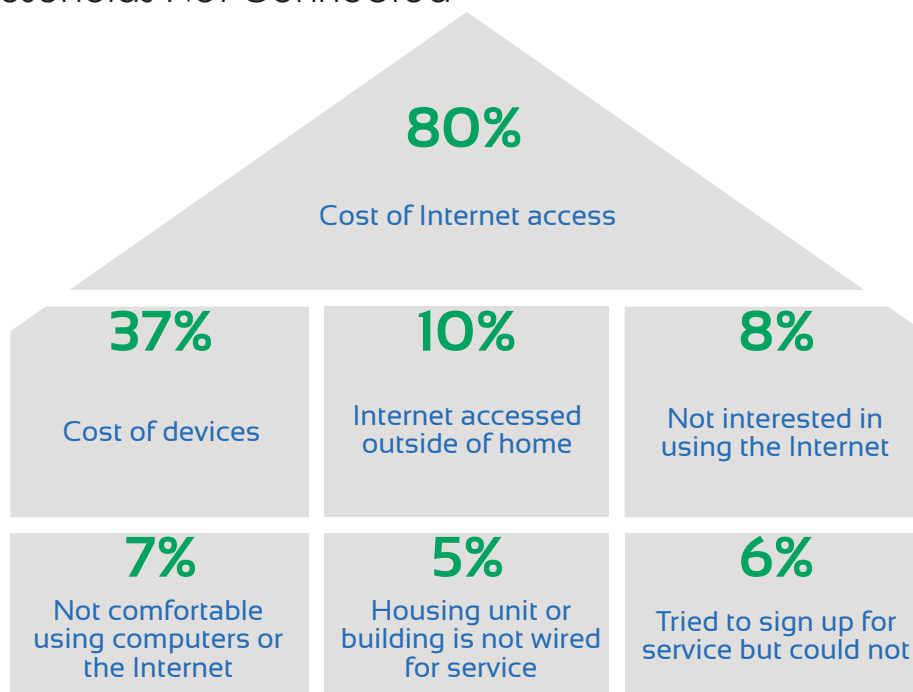 80%
Cost of Internet access
37%
Cost of devices
10%
Internet accessed
outside of home
8%
Not interested in
using the Internet
7%
Not comfortable
using computers or
the Internet
5%
Housing unit or
building is not wired
for service
6%
Tried to sign up for
service but could not